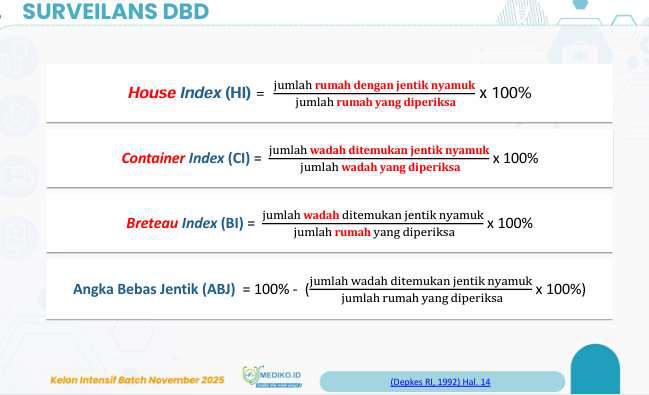 SURVEILANS DBD
House Index (HI) = jumlah rumah dengan jentik nyamuk / jumlah rumah yang diperiksa x 100%
Container Index (CI) = jumlah wadah ditemukan jentik nyamuk / jumlah wadah yang diperiksa x 100%
Breteau Index (BI) = jumlah wadah ditemukan jentik nyamuk / jumlah rumah yang diperiksa x 100%
Angka Bebas Jentik (ABJ) = 100% - (jumlah wadah ditemukan jentik nyamuk / jumlah rumah yang diperiksa x 100%)
Kelan Intensif Batch November 2025
MEDIKO.ID
(Depkes RI, 1992) Hal. 14